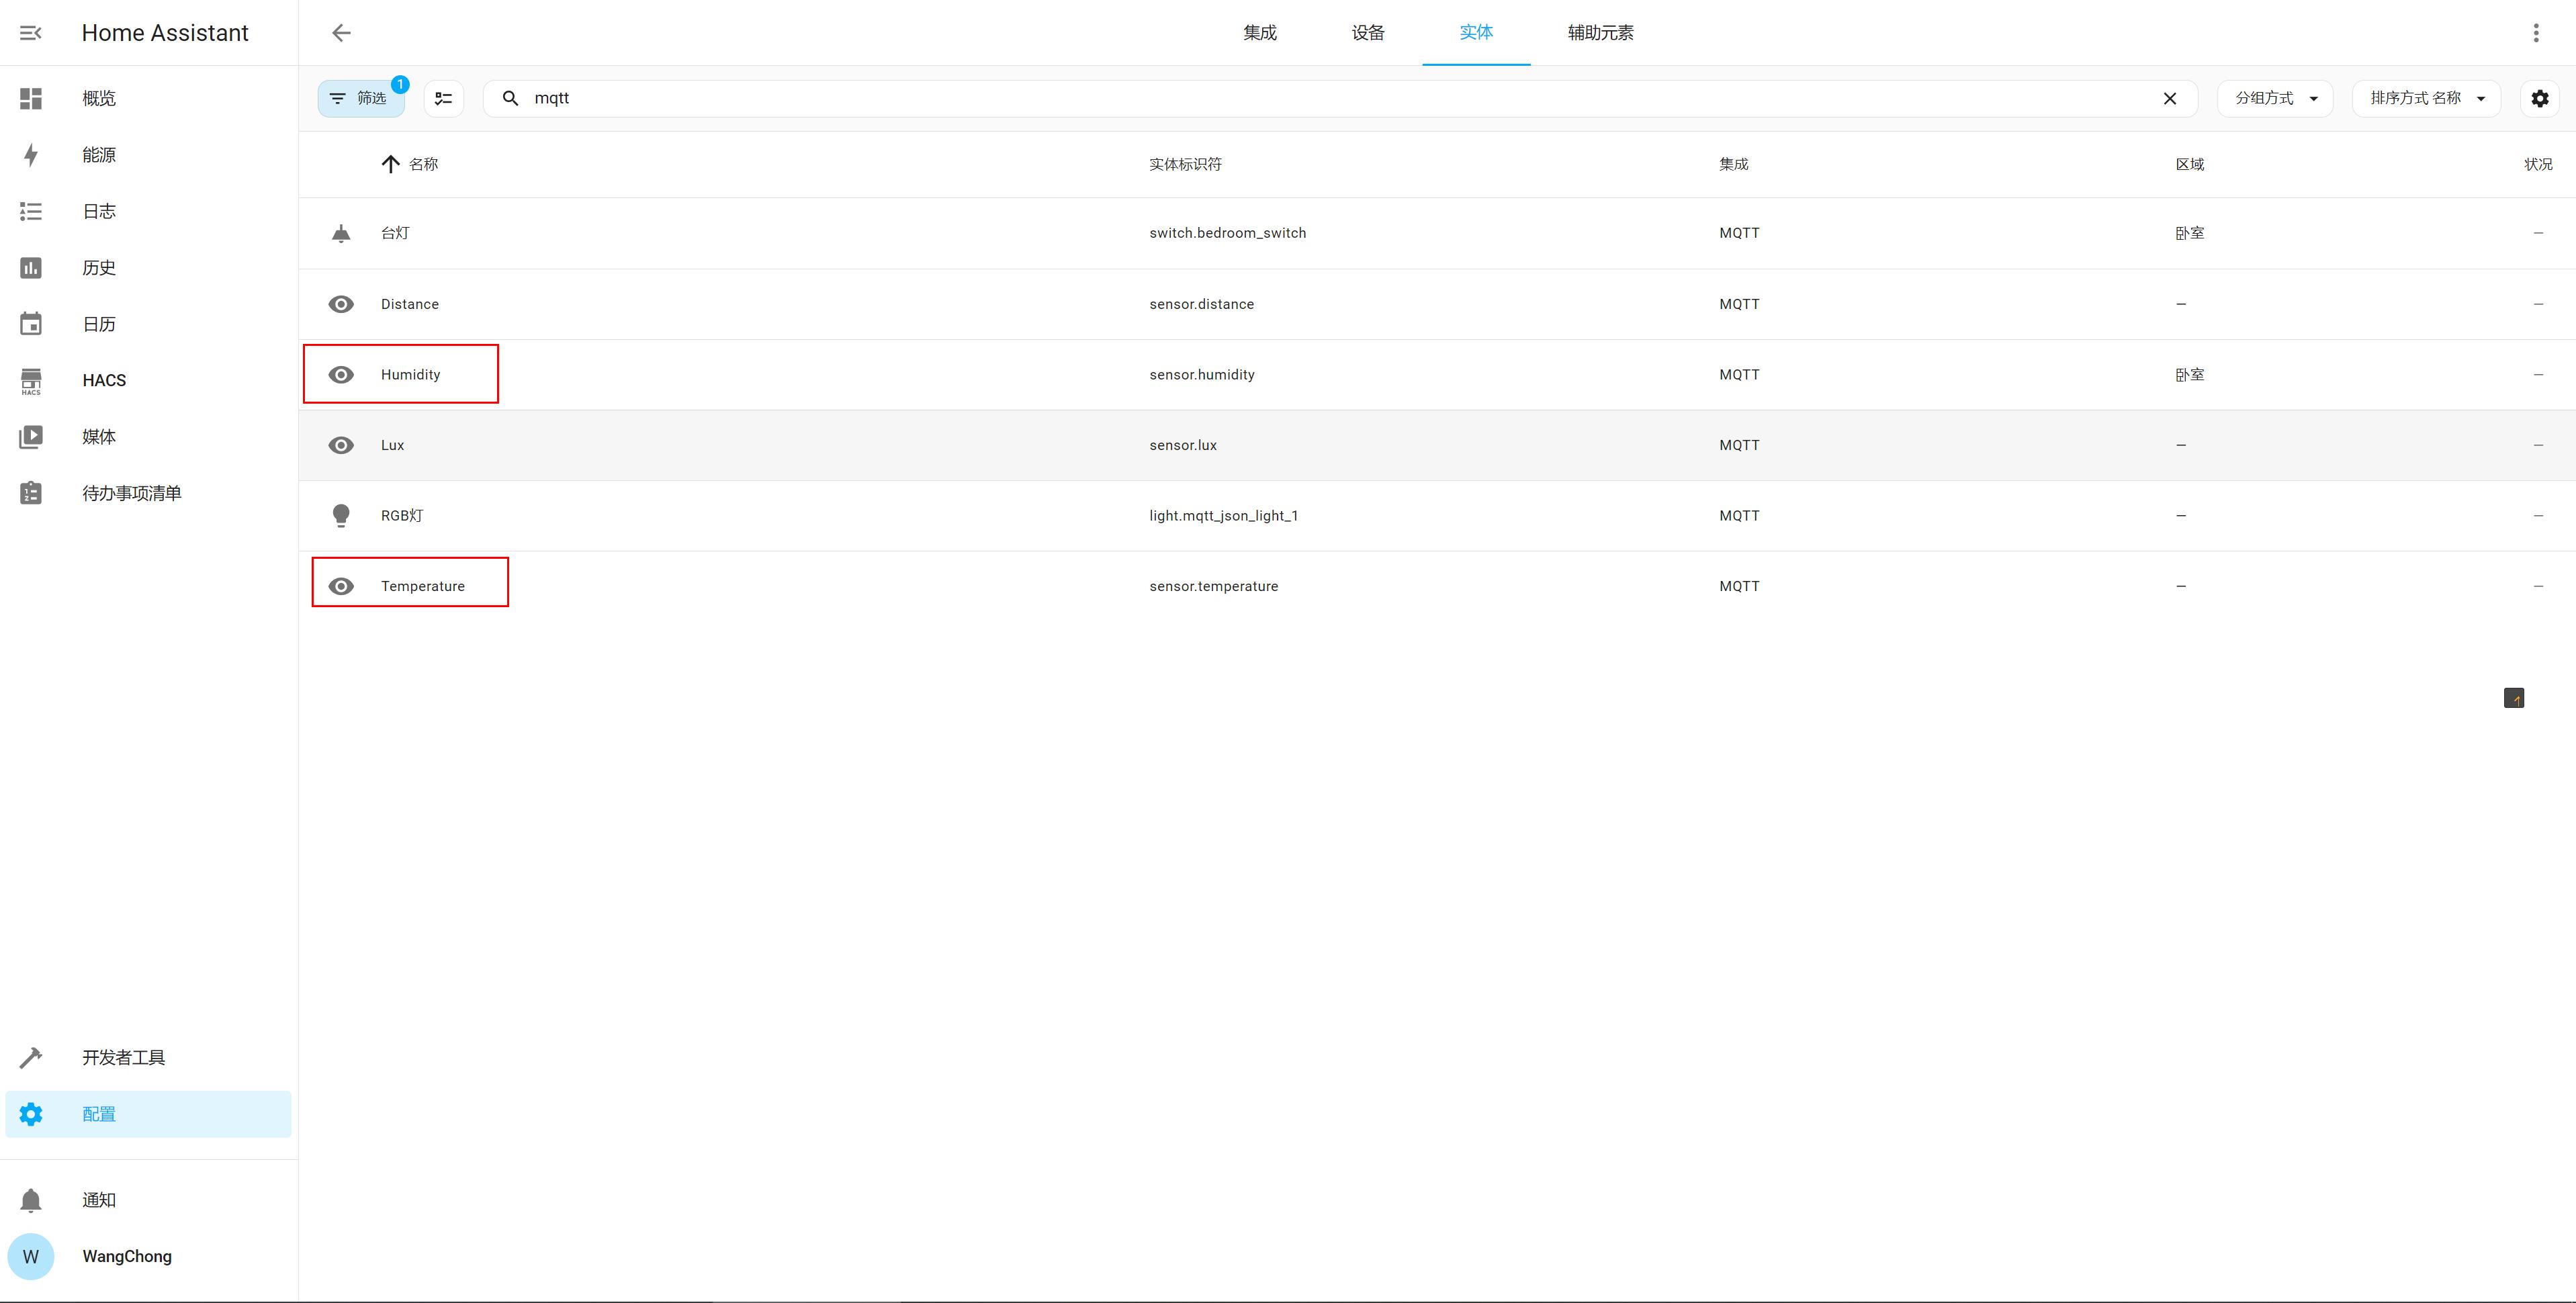 Home Assistant
集成
设备
实体
辅助元素
概览
能源
日志
历史
日历
HACS
HACS
媒体
待办事项清单
开发者工具
配置
通知
W
WangChong
筛选
1
mqtt
分组方式
排序方式 名称
名称 实体标识符 集成 区域 状况
台灯 switch.bedroom_switch MQTT 卧室 —
Distance sensor.distance MQTT — —
Humidity sensor.humidity MQTT 卧室 —
Lux sensor.lux MQTT — —
RGB灯 light.mqtt_json_light_1 MQTT — —
Temperature sensor.temperature MQTT — —